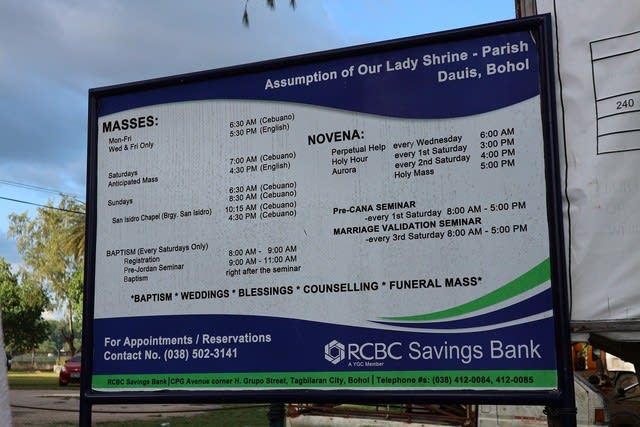 Assumption of Our Lady Shrine - Parish
Dauis, Bohol
MASSES:
Mon-Fri 6:30 AM (Cebuano)
Wed & Fri Only 5:30 PM (English)
Saturdays 7:00 AM (Cebuano)
Anticipated Mass 4:30 PM (English)
Sundays 6:30 AM (Cebuano)
8:30 AM (Cebuano)
San Isidro Chapel (Brgy. San Isidro) 10:15 AM (Cebuano)
4:30 PM (Cebuano)
BAPTISM (Every Saturdays Only)
Registration 8:00 AM - 9:00 AM
Pre-Jordan Seminar 9:00 AM - 11:00 AM
Baptism right after the seminar
NOVENA:
Perpetual Help every Wednesday 6:00 AM
Holy Hour every 1st Saturday 3:00 PM
Aurora every 2nd Saturday 4:00 PM
Holy Mass 5:00 PM
Pre-CANA SEMINAR
-every 1st Saturday 8:00 AM - 5:00 PM
MARRIAGE VALIDATION SEMINAR
-every 3rd Saturday 8:00 AM - 5:00 PM
*BAPTISM * WEDDINGS * BLESSINGS * COUNSELLING * FUNERAL MASS*
For Appointments / Reservations
Contact No. (038) 502-3141
RCBC Savings Bank
A YGC Member
RCBC Savings Bank | CPG Avenue corner H. Grupo Street, Tagbilaran City, Bohol | Telephone #s: (038) 412-0084, 412-0085
240